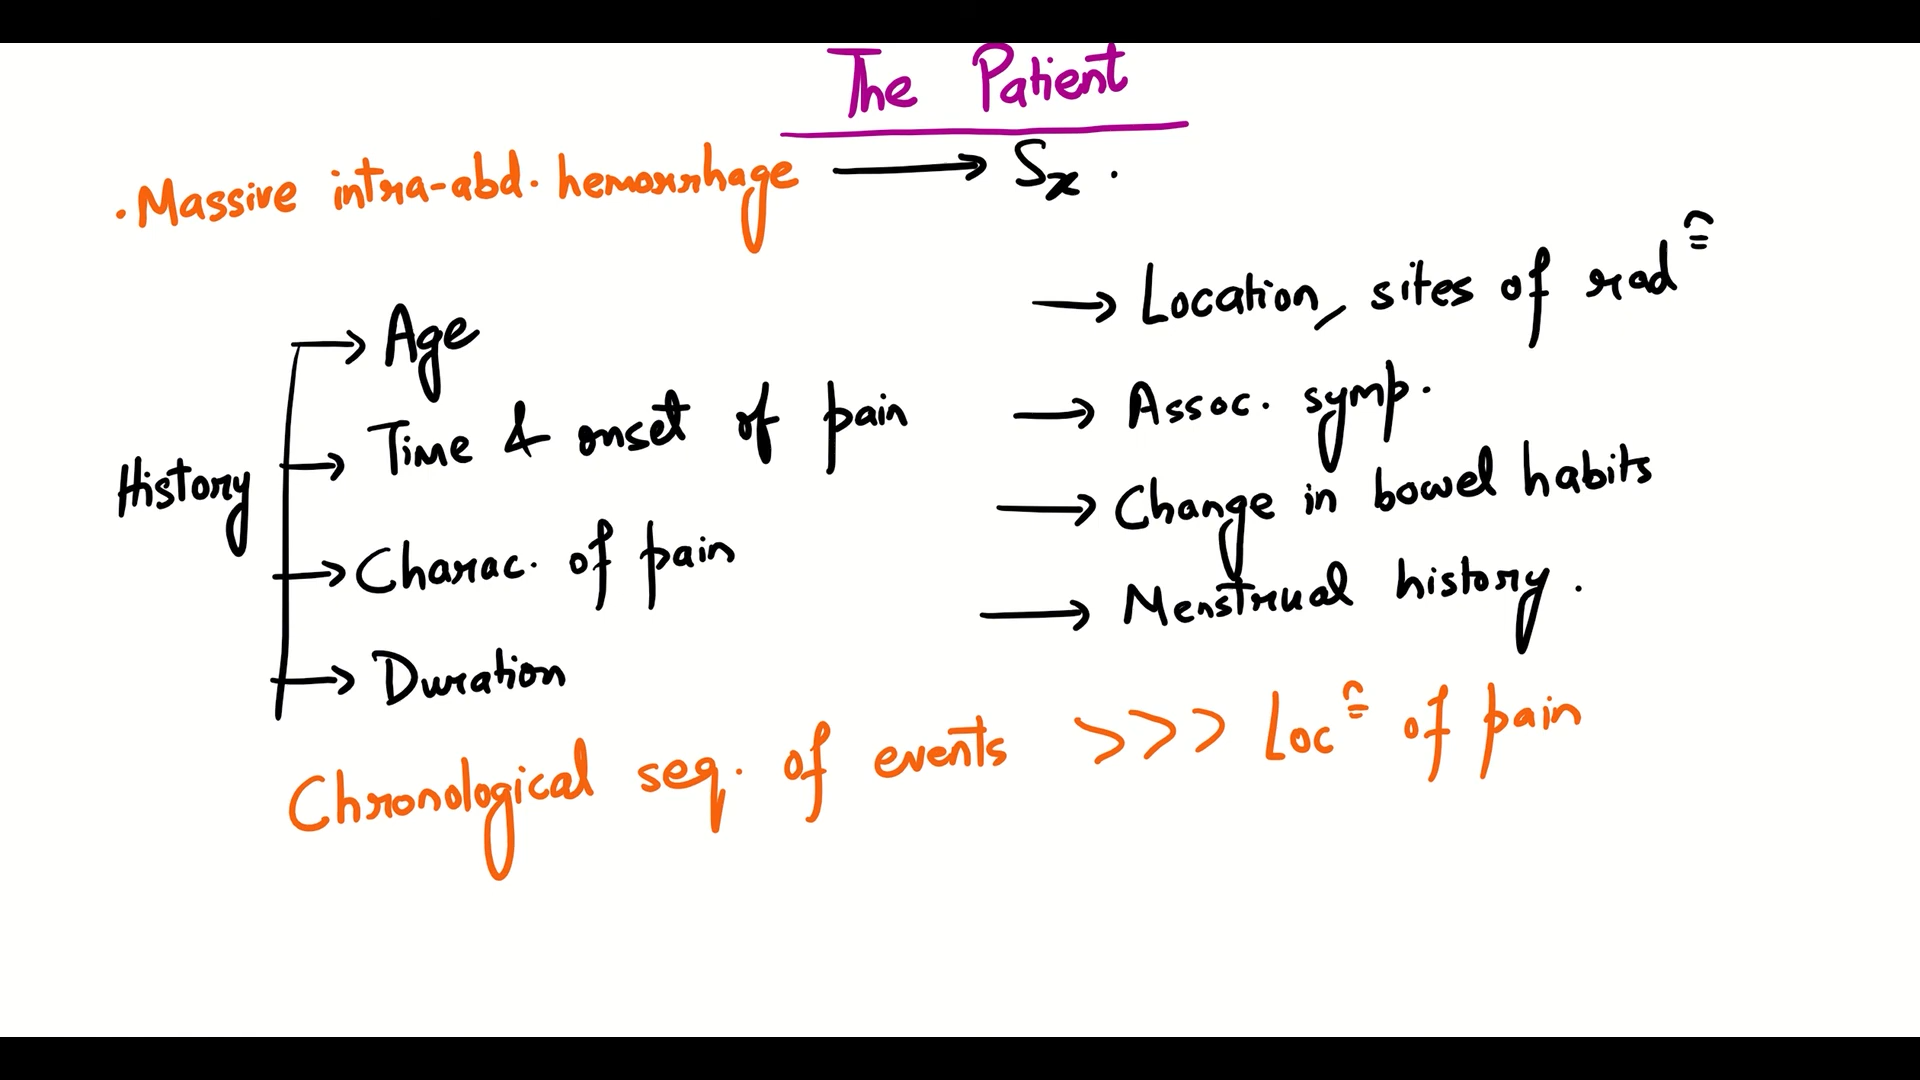 The Patient
. Massive intra-abd. hemorrhage → Sx.
History
→ Age
→ Time & onset of pain
→ Charac. of pain
→ Duration
→ Location, sites of radⁿ
→ Assoc. symp.
→ Change in bowel habits
→ Menstrual history.
Chronological seq. of events >>> Locⁿ of pain